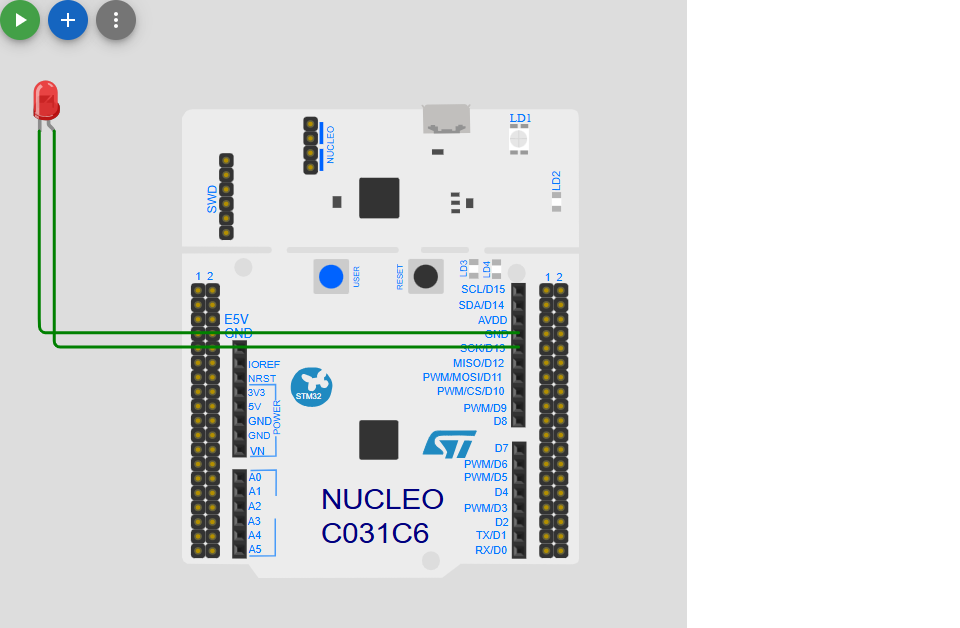 LD1
NUCLEO
LD2
SWD
USER
RESET
LD3
LD4
1 2
1 2
E5V
GND
IOREF
NRST
3V3
5V
GND
GND
VN
POWER
A0
A1
A2
A3
A4
A5
STM32
SCL/D15
SDA/D14
AVDD
GND
SCK/D13
MISO/D12
PWM/MOSI/D11
PWM/CS/D10
PWM/D9
D8
D7
PWM/D6
PWM/D5
D4
PWM/D3
D2
TX/D1
RX/D0
ST
NUCLEO
C031C6